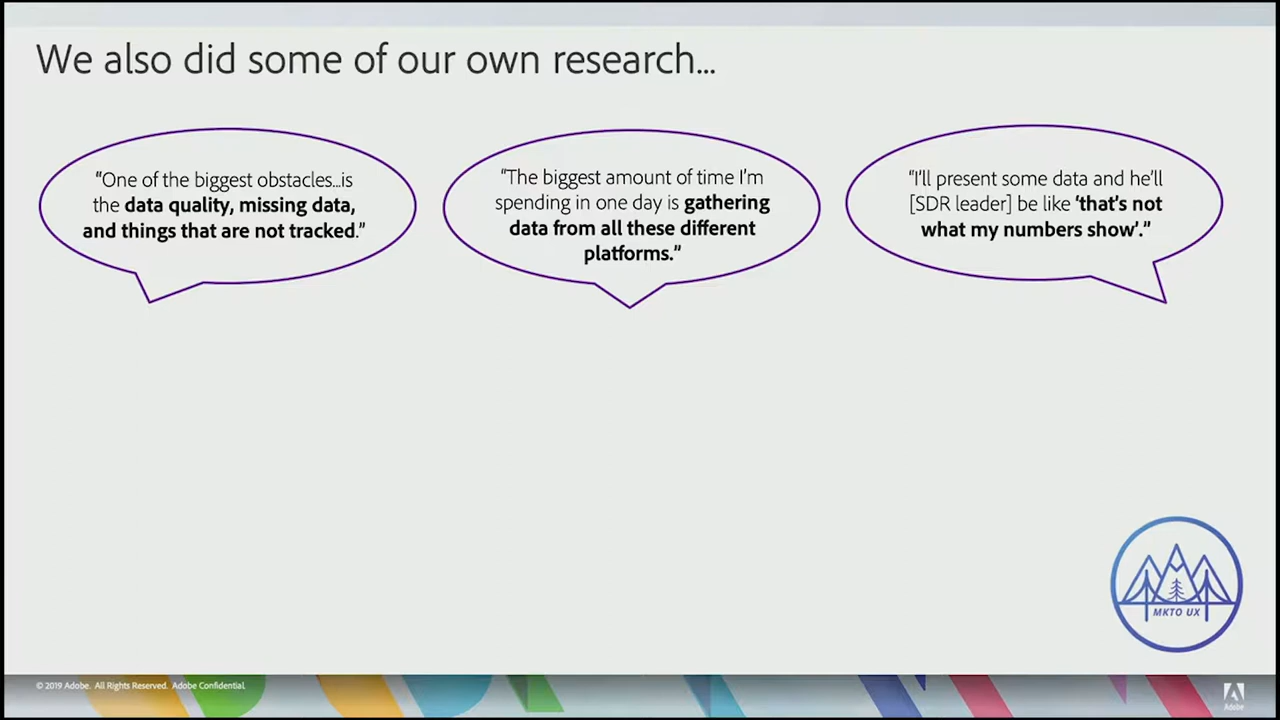 We also did some of our own research...
"One of the biggest obstacles...is
the data quality, missing data,
and things that are not tracked."
"The biggest amount of time I'm
spending in one day is gathering
data from all these different
platforms."
"I'll present some data and he'll
[SDR leader] be like 'that's not
what my numbers show'."
MKTO UX
© 2019 Adobe. All Rights Reserved. Adobe Confidential.
Adobe